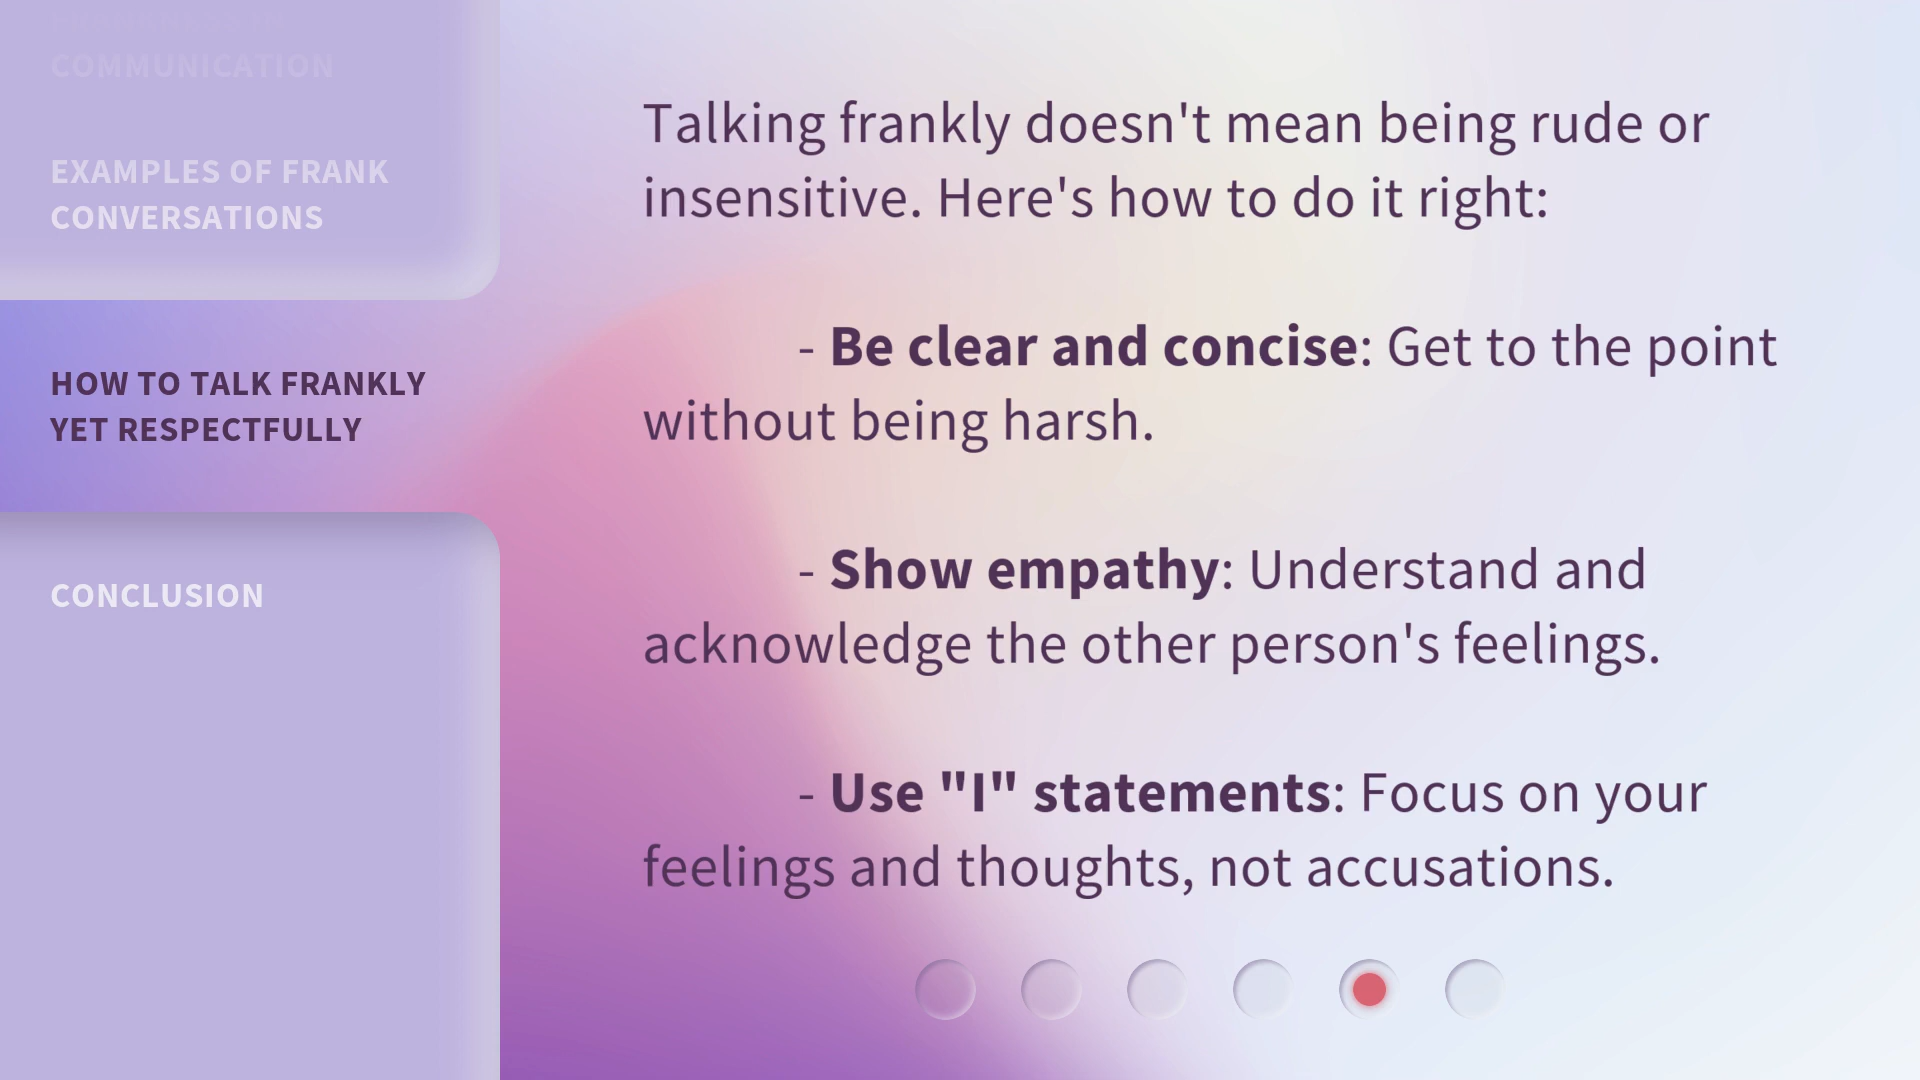 COMMUNICATION
EXAMPLES OF FRANK
CONVERSATIONS
HOW TO TALK FRANKLY
YET RESPECTFULLY
CONCLUSION
Talking frankly doesn't mean being rude or
insensitive. Here's how to do it right:
- Be clear and concise: Get to the point
without being harsh.
- Show empathy: Understand and
acknowledge the other person's feelings.
- Use "I" statements: Focus on your
feelings and thoughts, not accusations.